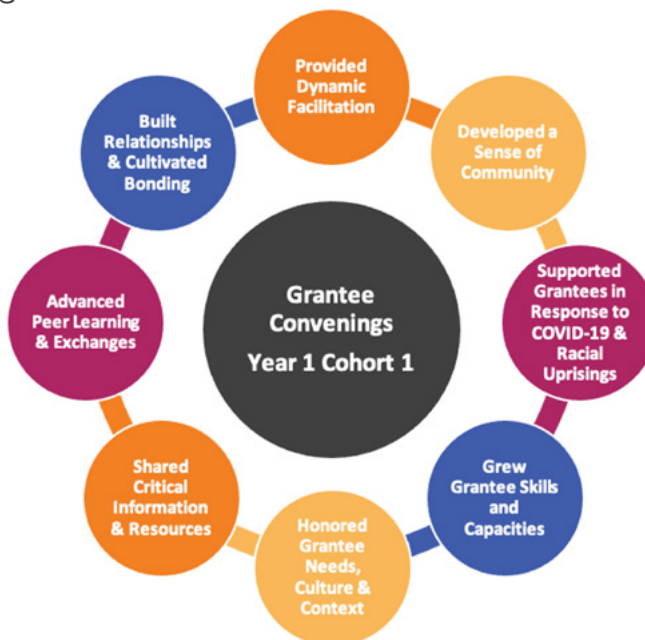 Grantee
Convenings
Year 1 Cohort 1
Provided
Dynamic
Facilitation
Developed a
Sense of
Community
Supported
Grantees in
Response to
COVID-19 &
Racial
Uprisings
Grew
Grantee Skills
and
Capacities
Honored
Grantee
Needs,
Culture &
Context
Shared
Critical
Information
& Resources
Advanced
Peer Learning
& Exchanges
Built
Relationships
& Cultivated
Bonding